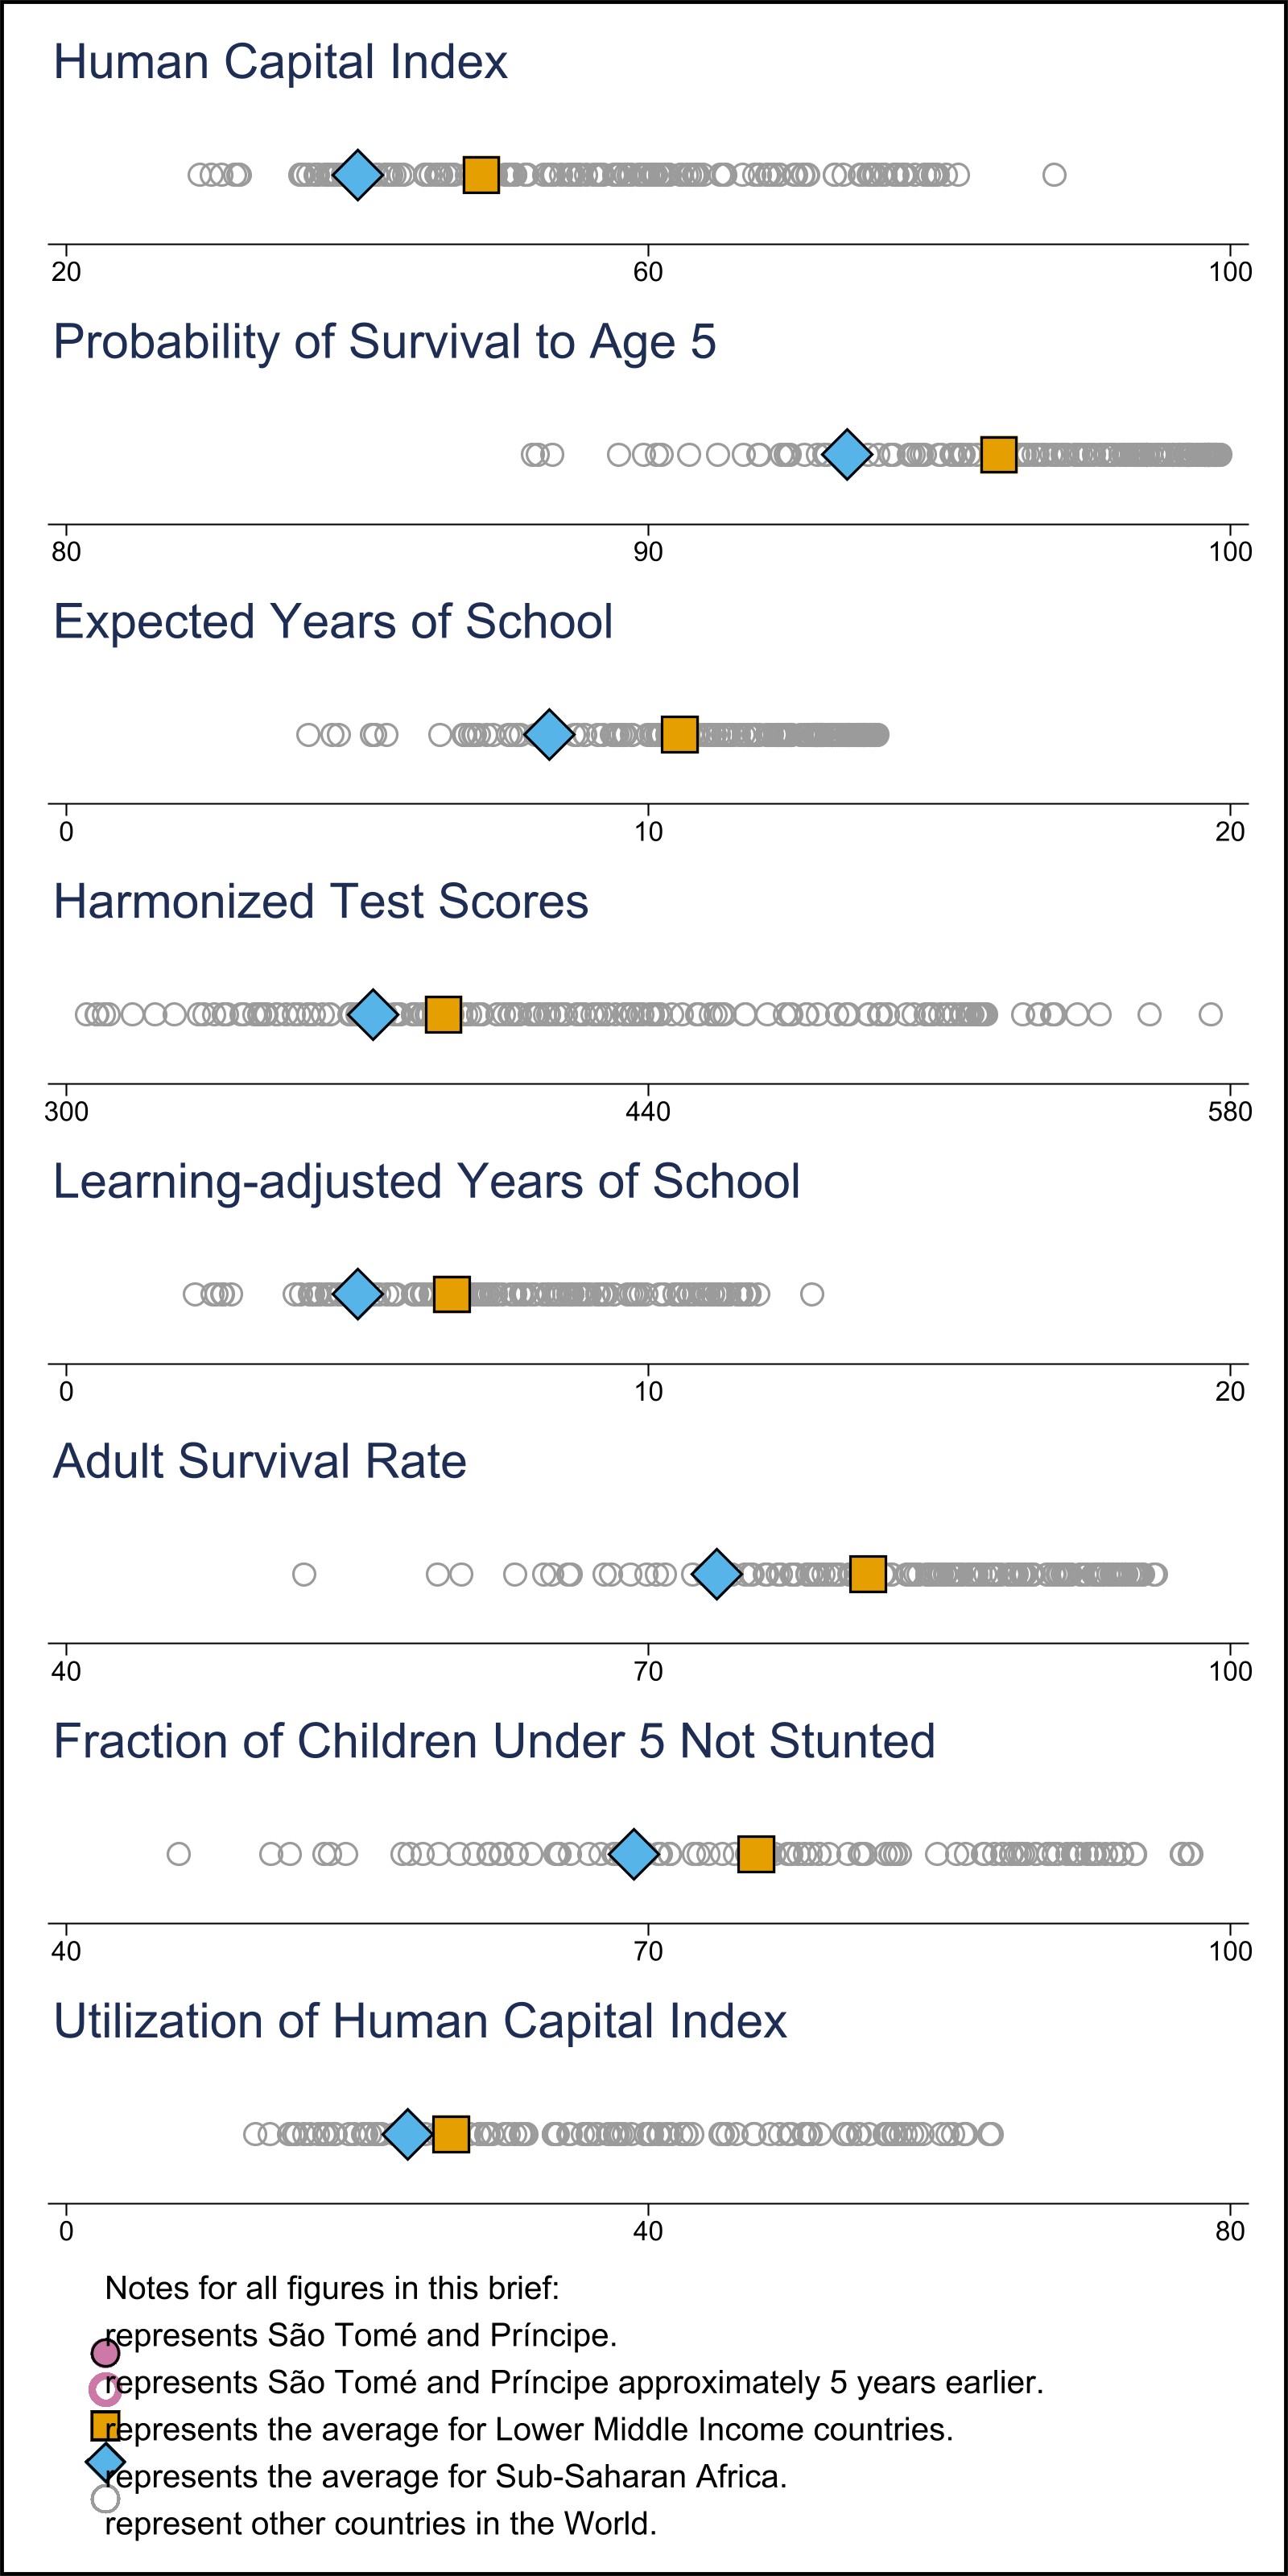 Human Capital Index
20 60 100
Probability of Survival to Age 5
80 90 100
Expected Years of School
0 10 20
Harmonized Test Scores
300 440 580
Learning-adjusted Years of School
0 10 20
Adult Survival Rate
40 70 100
Fraction of Children Under 5 Not Stunted
40 70 100
Utilization of Human Capital Index
0 40 80
Notes for all figures in this brief:
represents São Tomé and Príncipe.
represents São Tomé and Príncipe approximately 5 years earlier.
represents the average for Lower Middle Income countries.
represents the average for Sub-Saharan Africa.
represent other countries in the World.